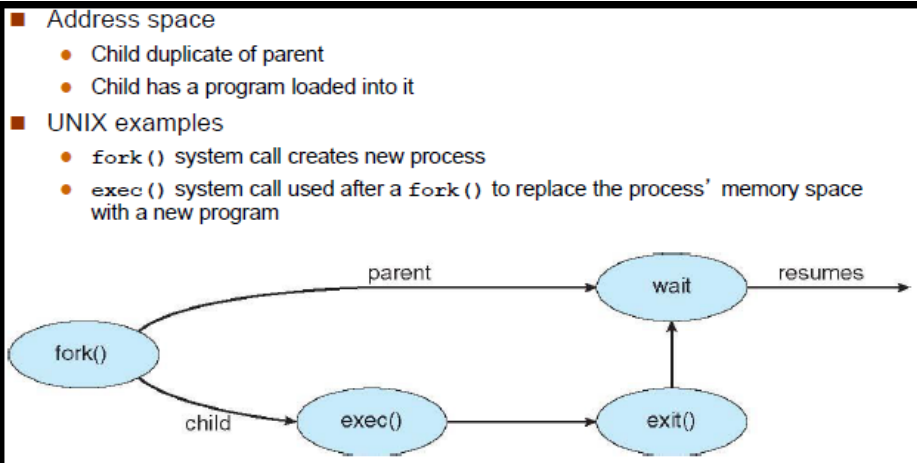 Address space
Child duplicate of parent
Child has a program loaded into it
UNIX examples
fork() system call creates new process
exec() system call used after a fork() to replace the process’ memory space
with a new program
parent
wait
resumes
fork()
child
exec()
exit()